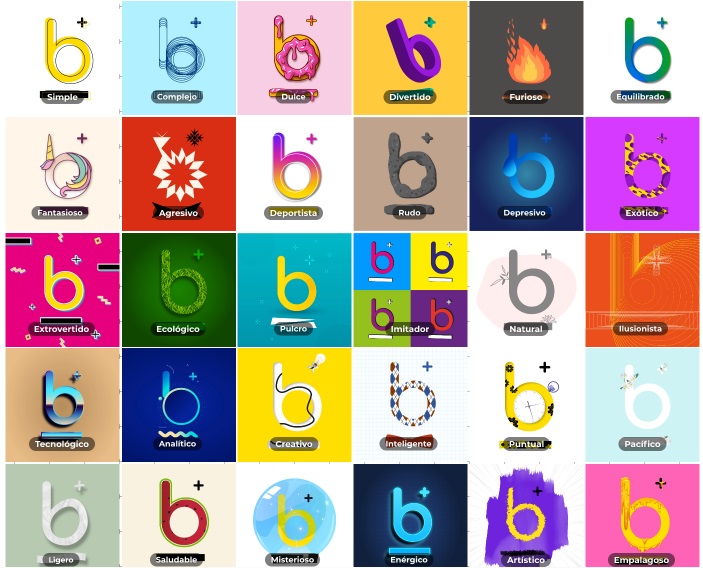 b+
Simple
b+
Complejo
b+
Dulce
b+
Divertido
Furioso
b+
Equilibrado
b+
Fantasioso
Agresivo
b+
Deportista
b+
Rudo
b+
Depresivo
b+
Exótico
b+
Extrovertido
b+
Ecológico
b+
Pulcro
b+
b+
b+
b+
Imitador
b+
Natural
Ilusionista
b+
Tecnológico
b+
Analítico
b
Creativo
b+
Inteligente
b+
Puntual
b
Pacífico
b+
Ligero
b+
Saludable
b+
Misterioso
b+
Enérgico
b+
Artístico
b+
Empalagoso